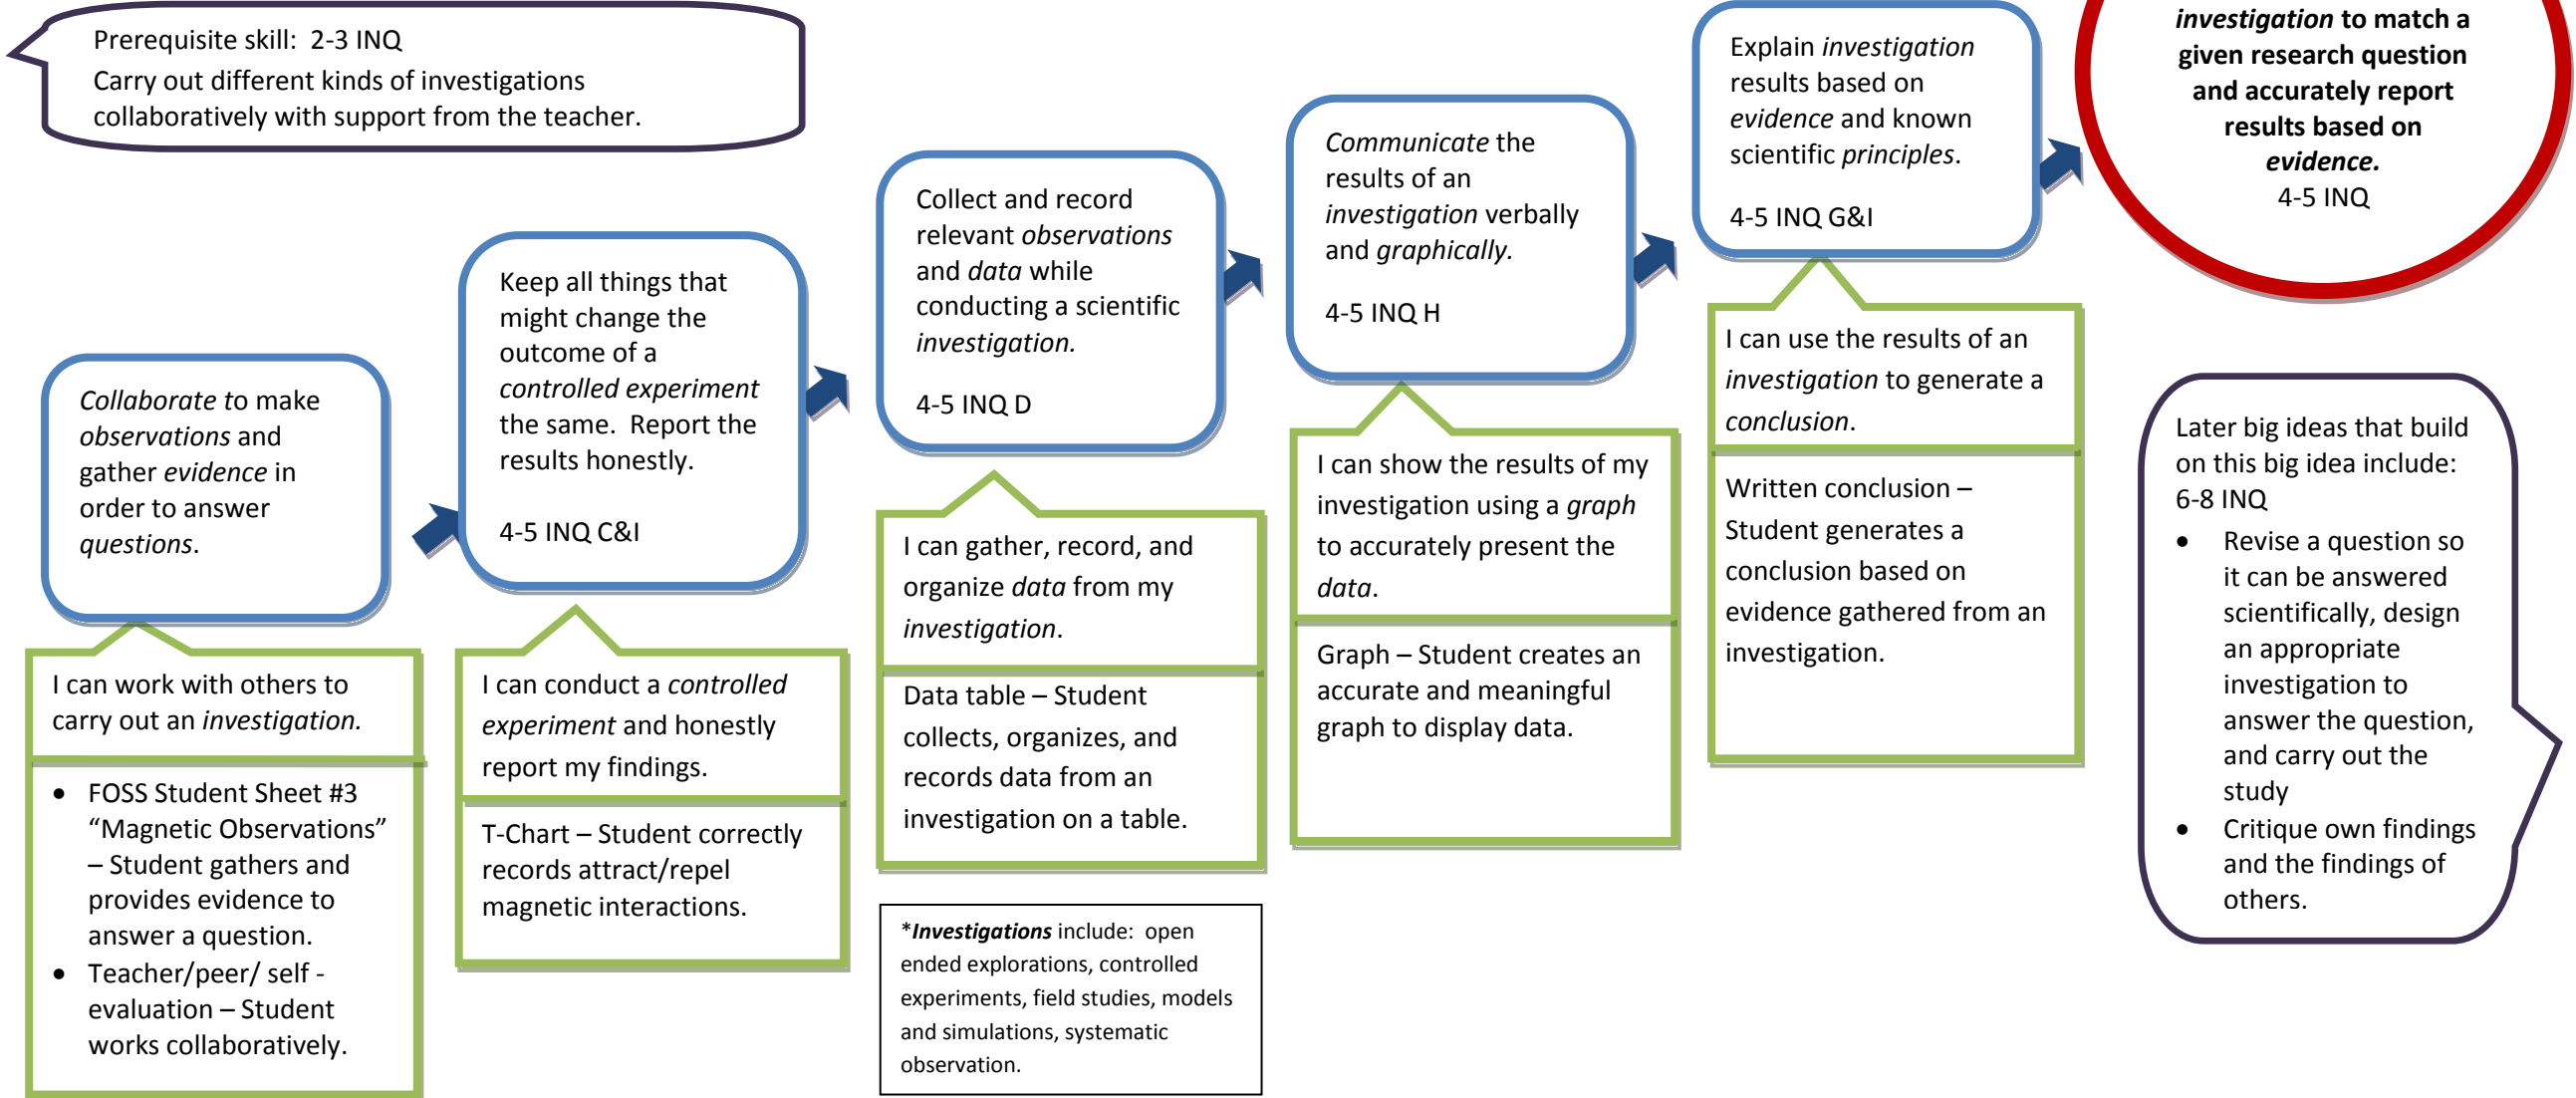 Prerequisite skill:  2-3 INQ
Carry out different kinds of investigations
collaboratively with support from the teacher.
Collaborate to make
observations and
gather evidence in
order to answer
questions.
I can work with others to
carry out an investigation.
• FOSS Student Sheet #3
“Magnetic Observations”
– Student gathers and
provides evidence to
answer a question.
• Teacher/peer/ self -
evaluation – Student
works collaboratively.
Keep all things that
might change the
outcome of a
controlled experiment
the same.  Report the
results honestly.
4-5 INQ C&I
I can conduct a controlled
experiment and honestly
report my findings.
T-Chart – Student correctly
records attract/repel
magnetic interactions.
Collect and record
relevant observations
and data while
conducting a scientific
investigation.
4-5 INQ D
I can gather, record, and
organize data from my
investigation.
Data table – Student
collects, organizes, and
records data from an
investigation on a table.
*Investigations include:  open
ended explorations, controlled
experiments, field studies, models
and simulations, systematic
observation.
Communicate the
results of an
investigation verbally
and graphically.
4-5 INQ H
I can show the results of my
investigation using a graph
to accurately present the
data.
Graph – Student creates an
accurate and meaningful
graph to display data.
Explain investigation
results based on
evidence and known
scientific principles.
4-5 INQ G&I
I can use the results of an
investigation to generate a
conclusion.
Written conclusion –
Student generates a
conclusion based on
evidence gathered from an
investigation.
investigation to match a
given research question
and accurately report
results based on
evidence.
4-5 INQ
Later big ideas that build
on this big idea include:
6-8 INQ
• Revise a question so
it can be answered
scientifically, design
an appropriate
investigation to
answer the question,
and carry out the
study
• Critique own findings
and the findings of
others.